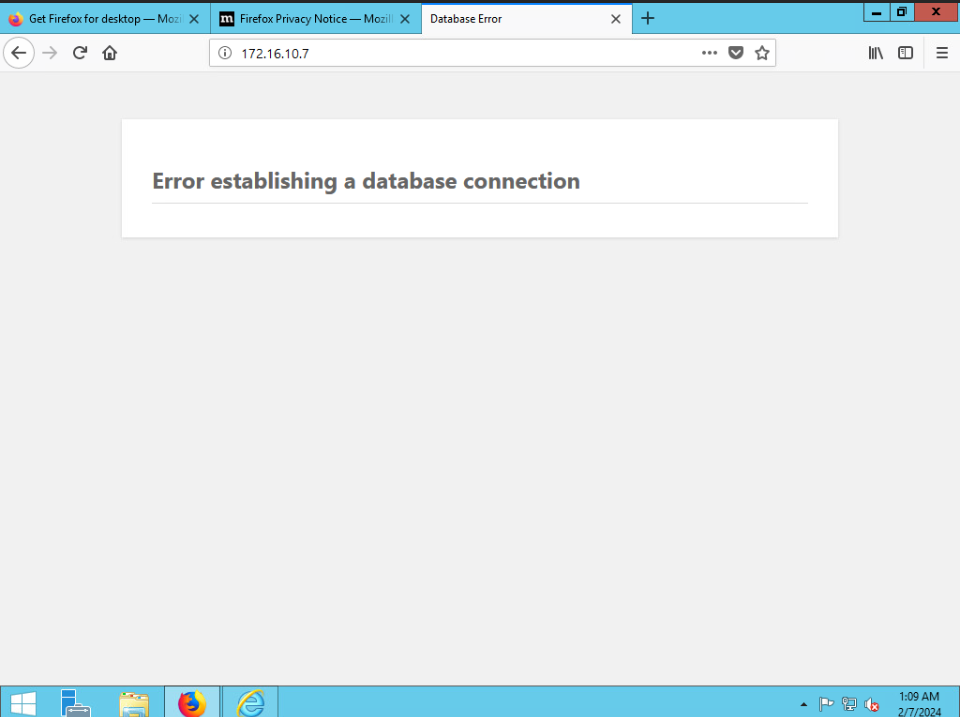 Get Firefox for desktop — Mozi
Firefox Privacy Notice — Mozil
Database Error
172.16.10.7
Error establishing a database connection
1:09 AM
2/7/2024